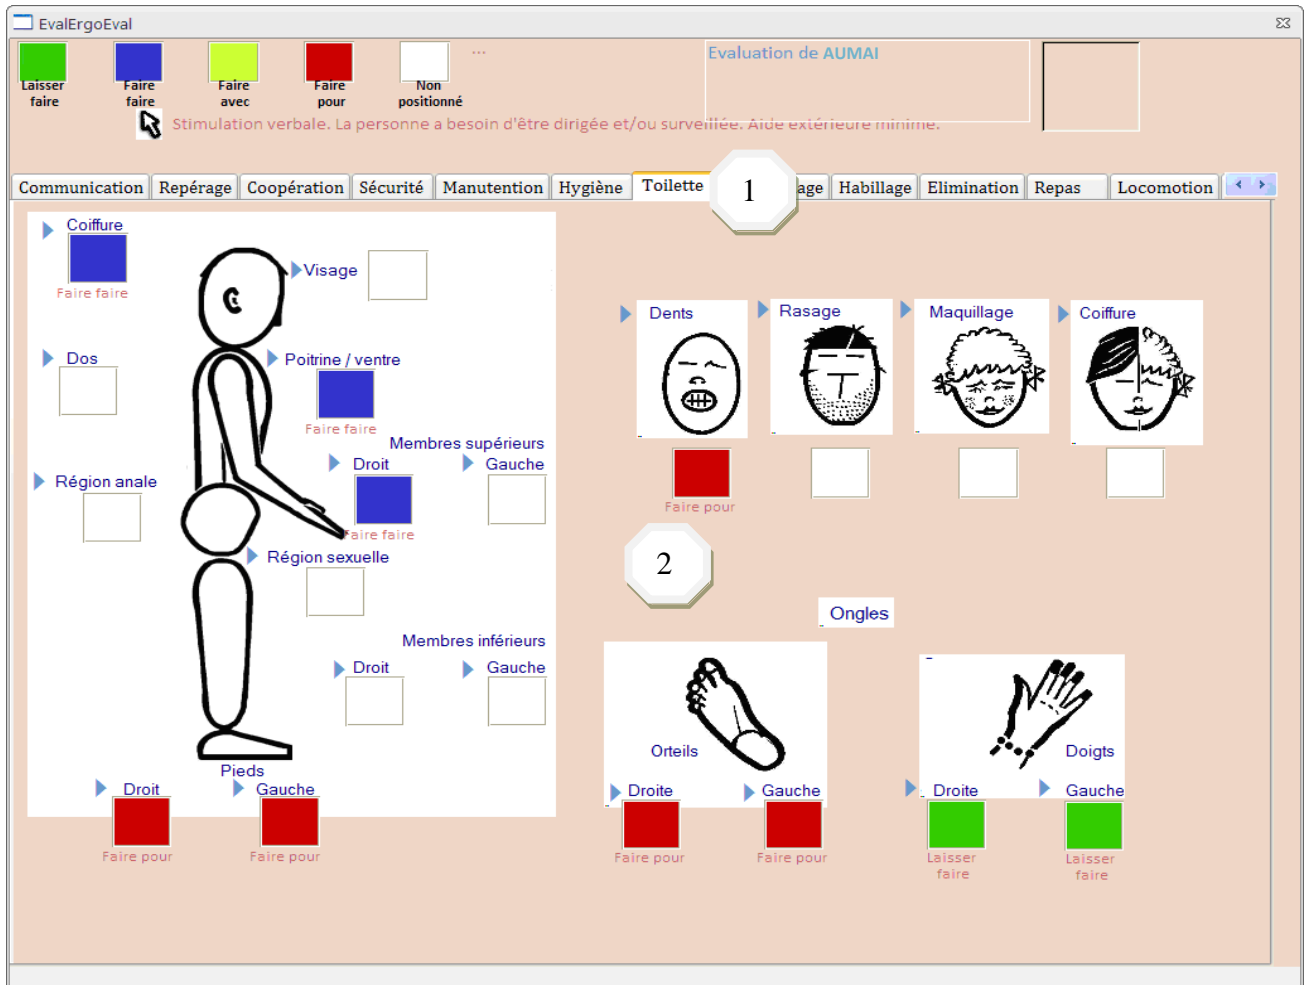 EvalErgoEval
Laisser faire
Faire faire
Faire avec
Faire pour
Non positionné
...
Evaluation de AUMAI
Stimulation verbale. La personne a besoin d'être dirigée et/ou surveillée. Aide extérieure minime.
Communication Repérage Coopération Sécurité Manutention Hygiène Toilette 1 age Habillage Elimination Repas Locomotion
Coiffure
Faire faire
Visage
Dos
Poitrine / ventre
Faire faire
Membres supérieurs
Droit Gauche
Faire faire
Région anale
Région sexuelle
Membres inférieurs
Droit Gauche
Pieds
Droit Gauche
Faire pour Faire pour
Dents Rasage Maquillage Coiffure
Faire pour
2
Ongles
Orteils
Droite Gauche
Faire pour Faire pour
Doigts
Droite Gauche
Laisser faire
Laisser faire